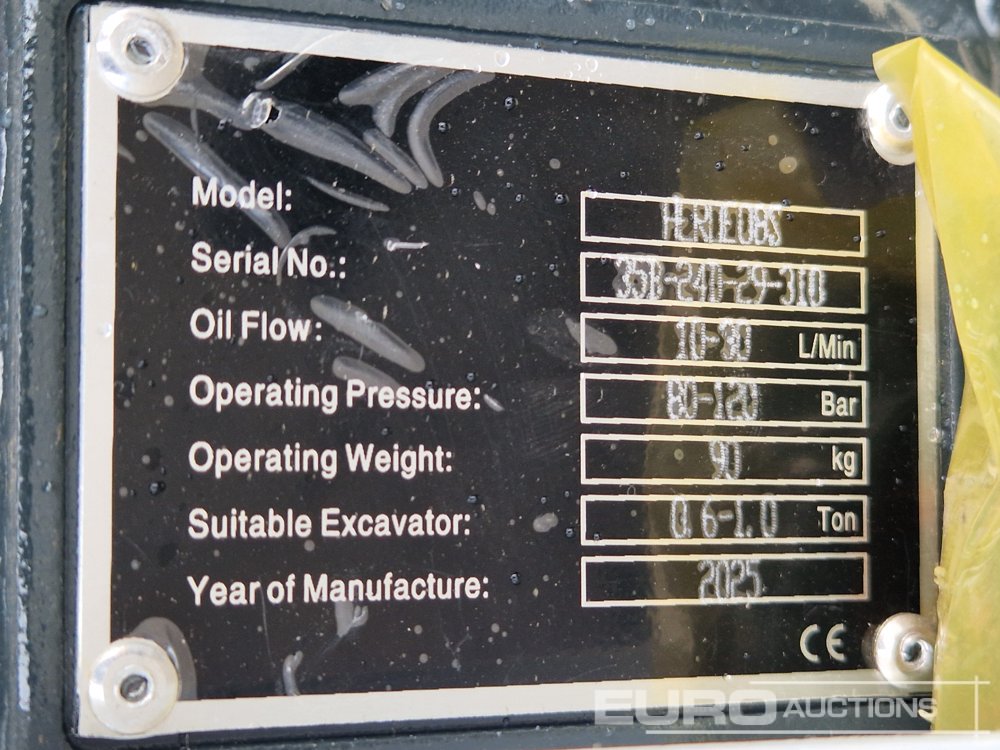 Model:
Serial No.:
Oil Flow: 10-30 L/Min
Operating Pressure: 80-120 Bar
Operating Weight: 90 kg
Suitable Excavator: 0.6-1.0 Ton
Year of Manufacture: 2025
CE
EURO AUCTIONS